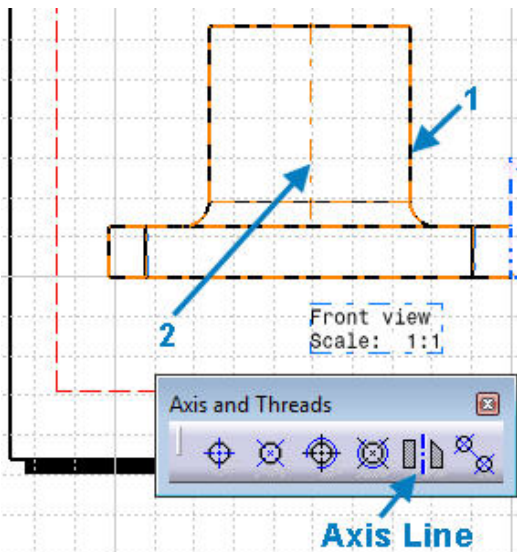 1
2
Front view
Scale: 1:1
Axis and Threads
Axis Line